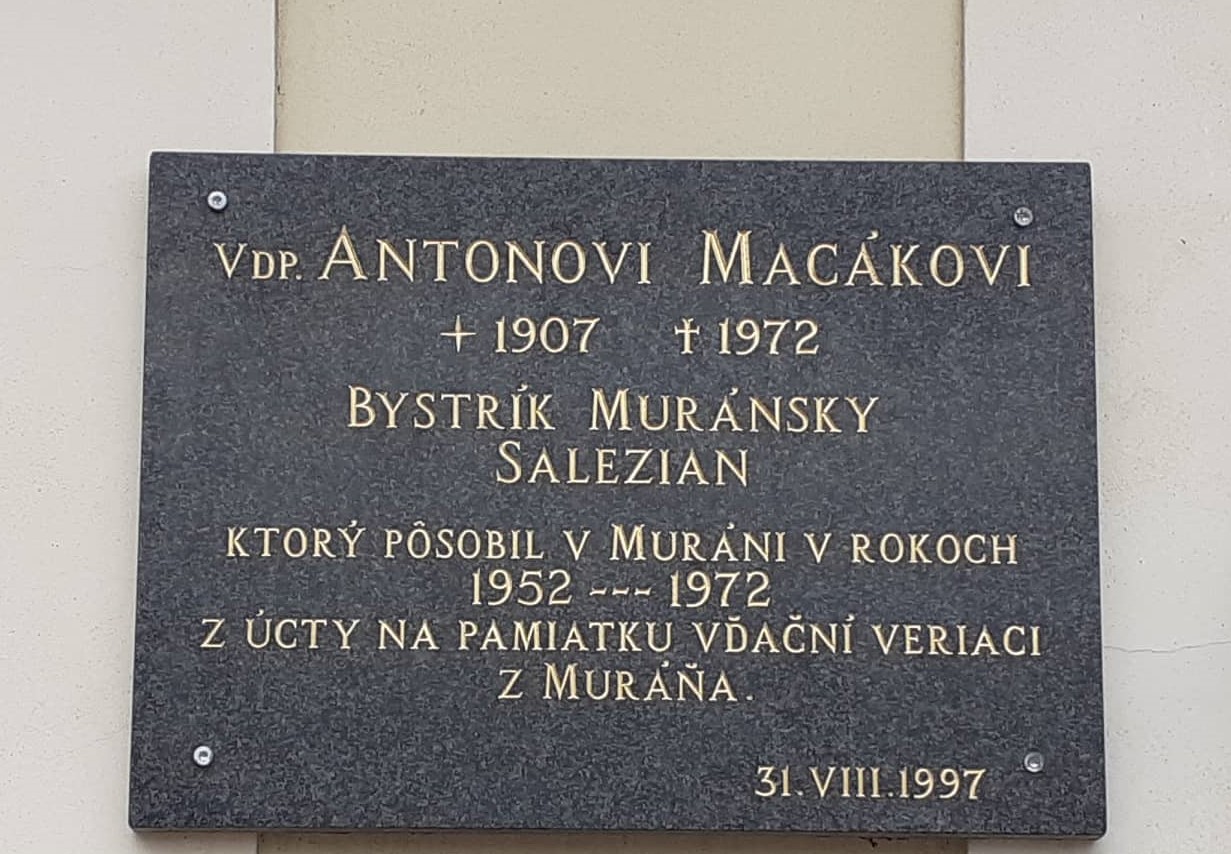 VDP. ANTONOVI MACÁKOVI
+ 1907 ✝ 1972
BYSTRÍK MURÁNSKY
SALEZIAN
KTORÝ PÔSOBIL V MURÁNI V ROKOCH
1952 --- 1972
Z ÚCTY NA PAMIATKU VĎAČNÍ VERIACI
Z MURÁŇA.
31.VIII.1997